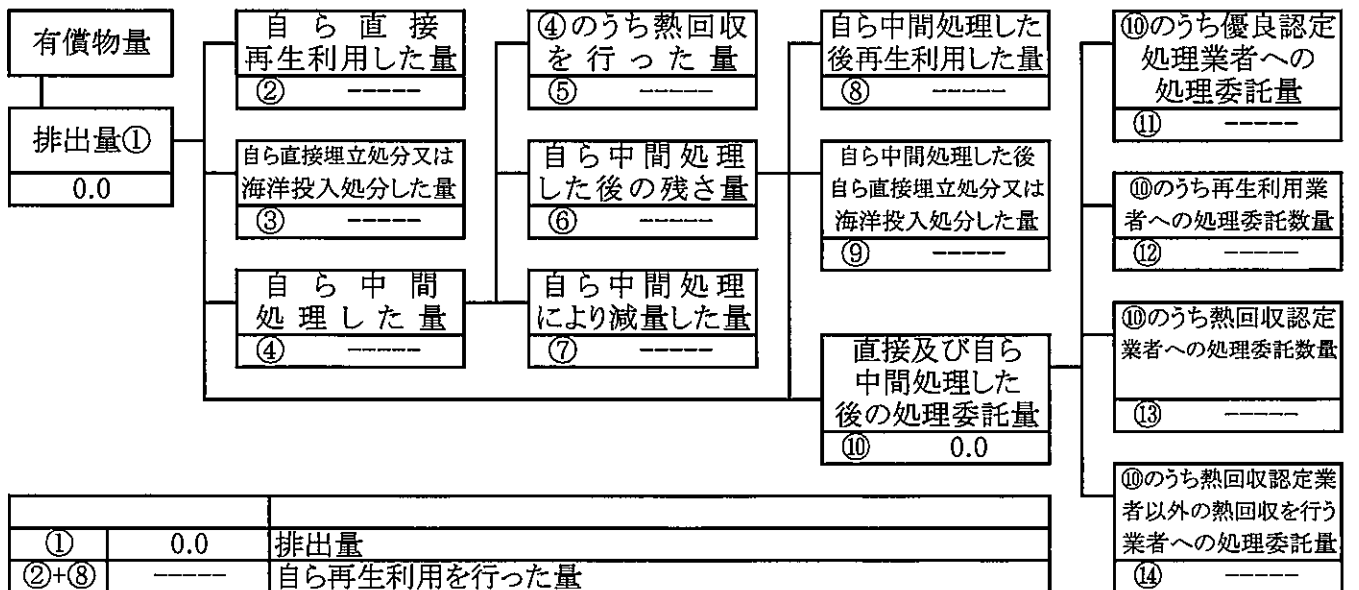 有償物量
排出量①
0.0
自ら直接
再生利用した量
② -----
自ら直接埋立処分又は
海洋投入処分した量
③ -----
自ら中間
処理した量
④ -----
④のうち熱回収
を行った量
⑤ -----
自ら中間処理
した後の残さ量
⑥ -----
自ら中間処理
により減量した量
⑦ -----
自ら中間処理した
後再生利用した量
⑧ -----
自ら中間処理した後
自ら直接埋立処分又は
海洋投入処分した量
⑨ -----
直接及び自ら
中間処理した
後の処理委託量
⑩ 0.0
⑩のうち優良認定
処理業者への
処理委託量
⑪ -----
⑩のうち再生利用業
者への処理委託数量
⑫ -----
⑩のうち熱回収認定
業者への処理委託数量
⑬ -----
⑩のうち熱回収認定業
者以外の熱回収を行う
業者への処理委託量
⑭ -----
① 0.0 排出量
②+⑧ ----- 自ら再生利用を行った量